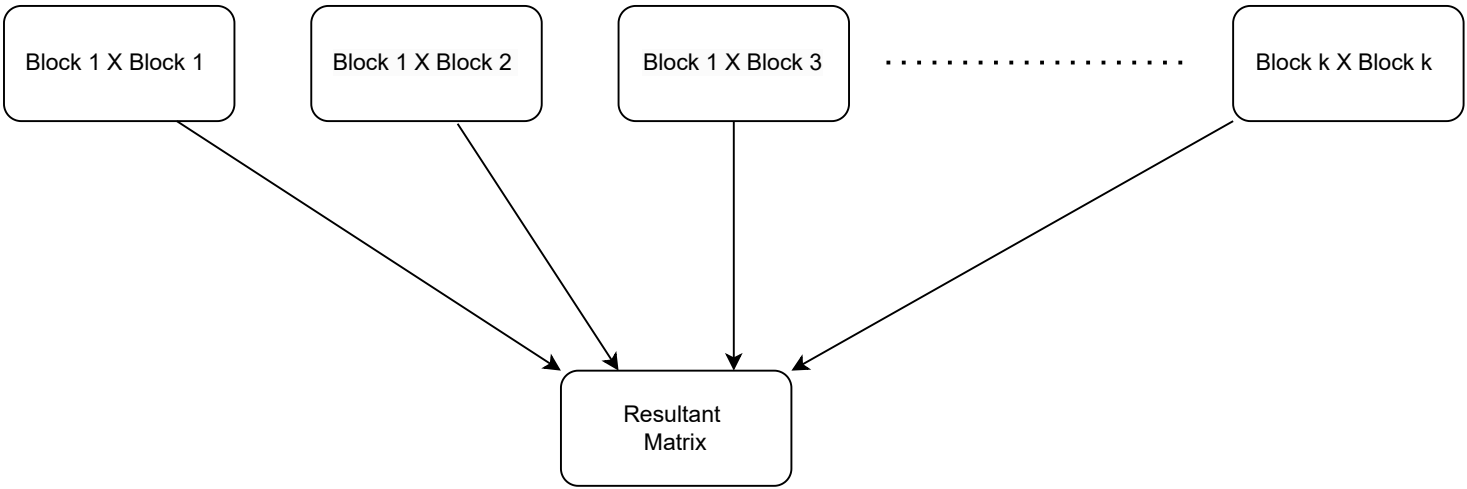 Block 1 X Block 1
Block 1 X Block 2
Block 1 X Block 3
Block k X Block k
Resultant
Matrix